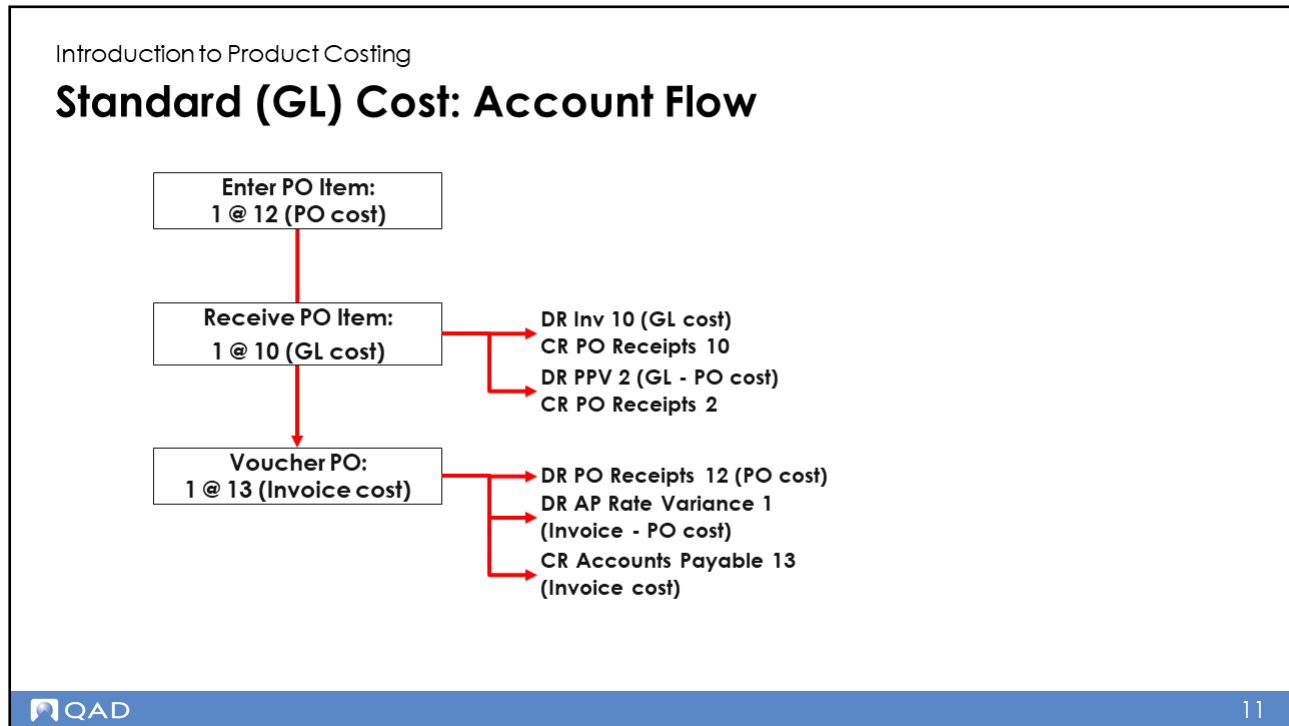 Introduction to Product Costing
Standard (GL) Cost: Account Flow
Enter PO Item:
1 @ 12 (PO cost)
Receive PO Item:
1 @ 10 (GL cost)
DR Inv 10 (GL cost)
CR PO Receipts 10
DR PPV 2 (GL - PO cost)
CR PO Receipts 2
Voucher PO:
1 @ 13 (Invoice cost)
DR PO Receipts 12 (PO cost)
DR AP Rate Variance 1
(Invoice - PO cost)
CR Accounts Payable 13
(Invoice cost)
QAD
11